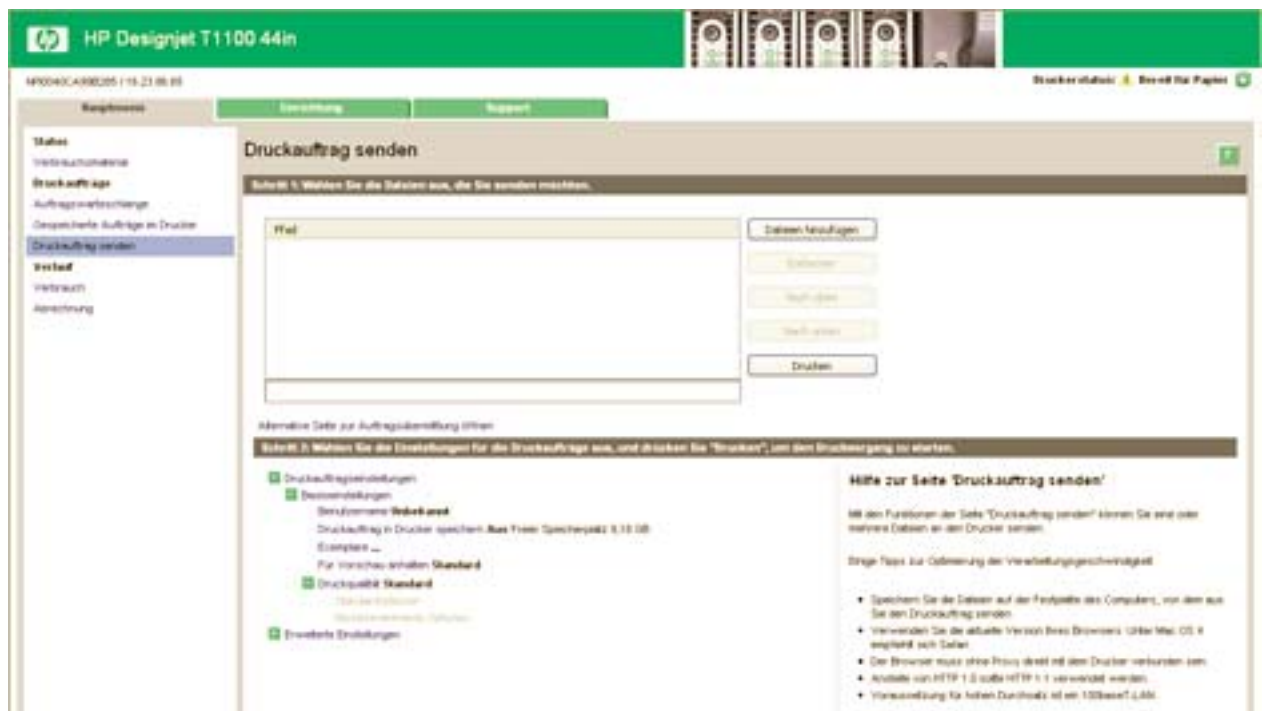 HP Designjet T1100 44in
Druckerstatus: Bereit für Papier
Hauptmenü Einrichtung Support
Status
Verbrauchsmaterial
Druckaufträge
Auftragswarteschlange
Gespeicherte Aufträge im Drucker
Druckauftrag senden
Verlauf
Verbrauch
Abrechnung
Druckauftrag senden
?
Schritt 1: Wählen Sie die Dateien aus, die Sie senden möchten.
Pfad
Dateien hinzufügen
Entfernen
Nach oben
Nach unten
Drucken
Alternative Seite zur Auftragsübermittlung öffnen
Schritt 2: Wählen Sie die Einstellungen für die Druckaufträge aus, und drücken Sie "Drucken", um den Druckvorgang zu starten.
Druckauftragseinstellungen
Basiseinstellungen
Benutzername Unbekannt
Druckauftrag in Drucker speichern Aus Freier Speicherplatz
Exemplare ...
Für Vorschau anhalten Standard
Druckqualität Standard
Erweiterte Einstellungen
Hilfe zur Seite 'Druckauftrag senden'
Mit den Funktionen der Seite "Druckauftrag senden" können Sie eine oder
mehrere Dateien an den Drucker senden.
Einige Tipps zur Optimierung der Verarbeitungsgeschwindigkeit
• Speichern Sie die Dateien auf der Festplatte des Computers, von dem aus
Sie den Druckauftrag senden.
• Verwenden Sie die aktuelle Version Ihres Browsers. Unter Mac OS X
empfiehlt sich Safari.
• Der Browser muss ohne Proxy direkt mit dem Drucker verbunden sein.
• Anstelle von HTTP 1.0 sollte HTTP 1.1 verwendet werden.
• Voraussetzung für hohen Durchsatz ist ein 100baseT-LAN.